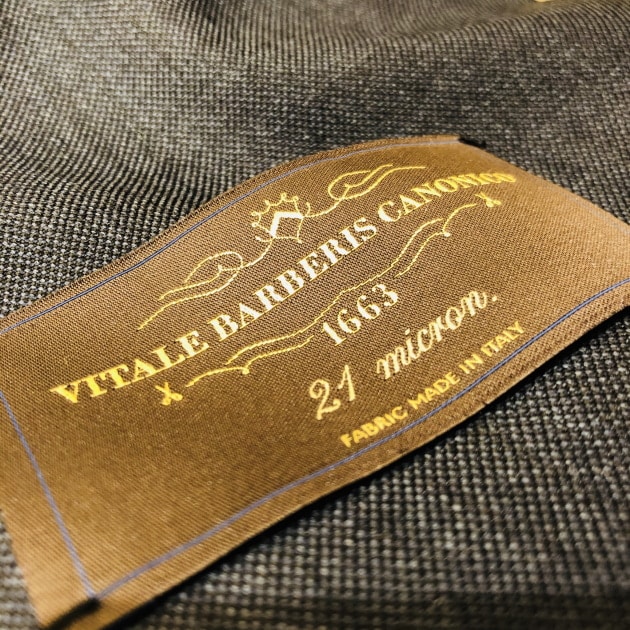 VITALE BARBERIS CANONICO
1663
21 micron.
FABRIC MADE IN ITALY